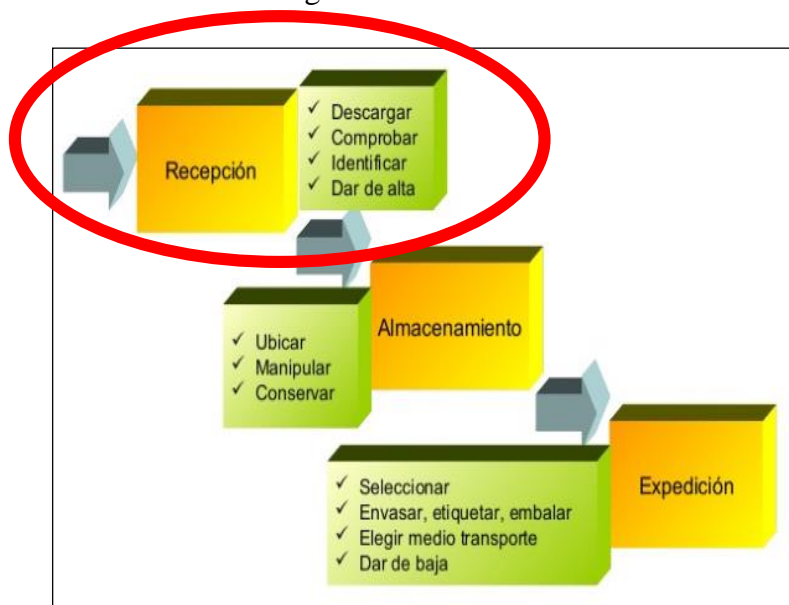 Recepción
✓ Descargar
✓ Comprobar
✓ Identificar
✓ Dar de alta
Almacenamiento
✓ Ubicar
✓ Manipular
✓ Conservar
Expedición
✓ Seleccionar
✓ Envasar, etiquetar, embalar
✓ Elegir medio transporte
✓ Dar de baja